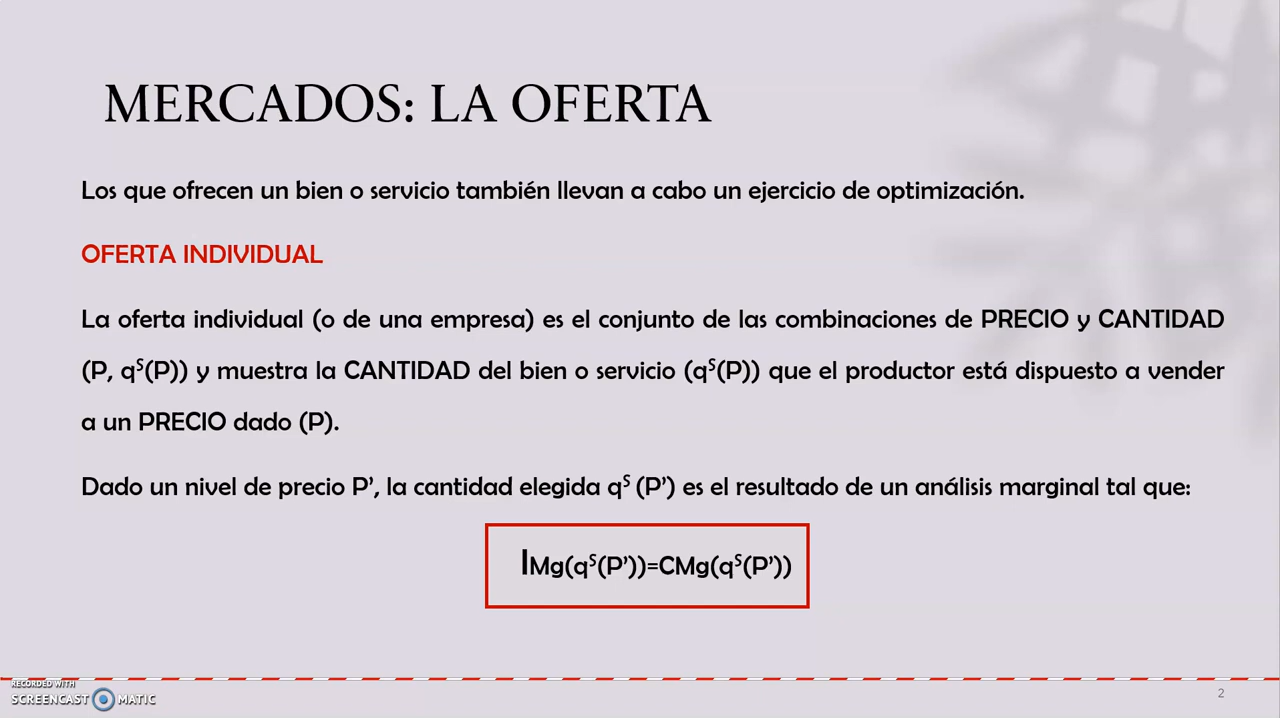 MERCADOS: LA OFERTA
Los que ofrecen un bien o servicio también llevan a cabo un ejercicio de optimización.
OFERTA INDIVIDUAL
La oferta individual (o de una empresa) es el conjunto de las combinaciones de PRECIO y CANTIDAD
(P, qˢ(P)) y muestra la CANTIDAD del bien o servicio (qˢ(P)) que el productor está dispuesto a vender
a un PRECIO dado (P).
Dado un nivel de precio P’, la cantidad elegida qˢ (P’) es el resultado de un análisis marginal tal que:
IMg(qˢ(P’))=CMg(qˢ(P’))
RECORDED WITH
SCREENCAST MATIC
2